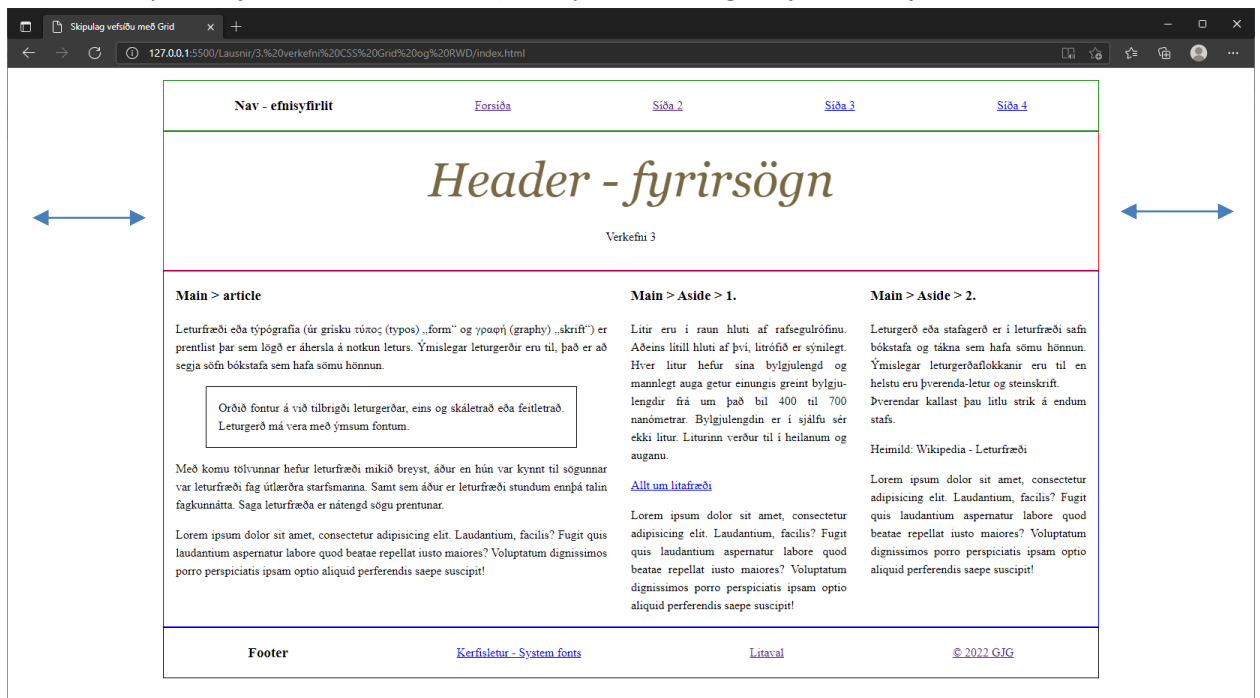 Skipulag vefsíðu með Grid
127.0.0.1:5500/Lausnir/3.%20verkefni%20CSS%20Grid%20og%20RWD/index.html
Nav - efnisyfirlit
Forsíða
Síða 2
Síða 3
Síða 4
Header - fyrirsögn
Verkefni 3
Main > article
Leturfræði eða týpógrafía (úr grísku τύπος (typos) „form“ og γραφή (graphy) „skrift“) er
prentlist þar sem lögð er áhersla á notkun leturs. Ýmislegar leturgerðir eru til, það er að
segja söfn bókstafa sem hafa sömu hönnun.
Orðið fontur á við tilbrigði leturgerðar, eins og skáletrað eða feitletrað.
Leturgerð má vera með ýmsum fontum.
Með komu tölvunnar hefur leturfræði mikið breyst, áður en hún var kynnt til sögunnar
var leturfræði fag útlærðra starfsmanna. Samt sem áður er leturfræði stundum ennþá talin
fagkunnátta. Saga leturfræða er nátengd sögu prentunar.
Lorem ipsum dolor sit amet, consectetur adipisicing elit. Laudantium, facilis? Fugit quis
laudantium aspernatur labore quod beatae repellat iusto maiores? Voluptatum dignissimos
porro perspiciatis ipsam optio aliquid perferendis saepe suscipit!
Main > Aside > 1.
Litir eru í raun hluti af rafsegulrófinu.
Aðeins lítill hluti af því, litrófið er sýnilegt.
Hver litur hefur sína bylgjulengd og
mannlegt auga getur einungis greint bylgju-
lengdir frá um það bil 400 til 700
nanómetrar. Bylgjulengdin er í sjálfu sér
ekki litur. Liturinn verður til í heilanum og
auganu.
Allt um litafræði
Lorem ipsum dolor sit amet, consectetur
adipisicing elit. Laudantium, facilis? Fugit
quis laudantium aspernatur labore quod
beatae repellat iusto maiores? Voluptatum
dignissimos porro perspiciatis ipsam optio
aliquid perferendis saepe suscipit!
Main > Aside > 2.
Leturgerð eða stafagerð er í leturfræði safn
bókstafa og tákna sem hafa sömu hönnun.
Ýmislegar leturgerðaflokkanir eru til en
helstu eru þverenda-letur og steinskrift.
Þverendar kallast þau litlu strik á endum
stafs.
Heimild: Wikipedia - Leturfræði
Lorem ipsum dolor sit amet, consectetur
adipisicing elit. Laudantium, facilis? Fugit
quis laudantium aspernatur labore quod
beatae repellat iusto maiores? Voluptatum
dignissimos porro perspiciatis ipsam optio
aliquid perferendis saepe suscipit!
Footer
Kerfisletur - System fonts
Litaval
© 2022 GJG